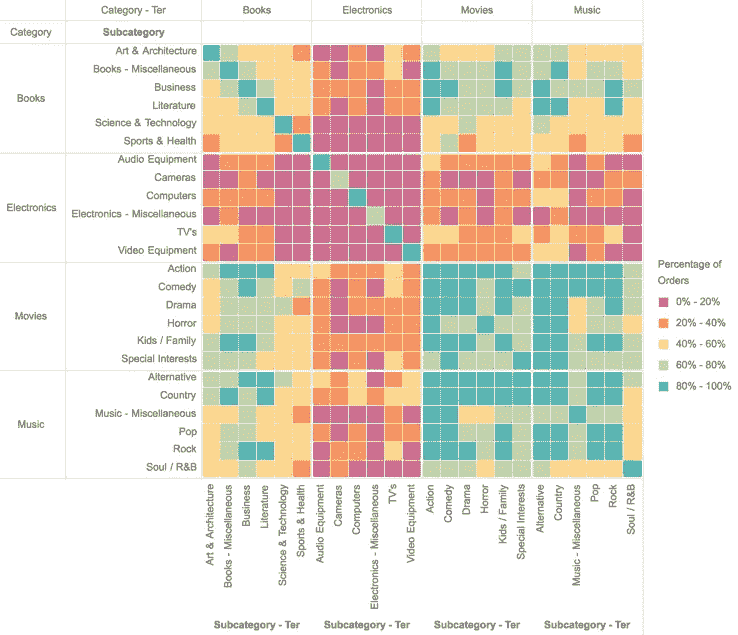 Category - Ter Books Electronics Movies Music
Category Subcategory
Books
Art & Architecture
Books - Miscellaneous
Business
Literature
Science & Technology
Sports & Health
Electronics
Audio Equipment
Cameras
Computers
Electronics - Miscellaneous
TV's
Video Equipment
Movies
Action
Comedy
Drama
Horror
Kids / Family
Special Interests
Music
Alternative
Country
Music - Miscellaneous
Pop
Rock
Soul / R&B
Percentage of
Orders
0% - 20%
20% - 40%
40% - 60%
60% - 80%
80% - 100%
Art & Architecture
Books - Miscellaneous
Business
Literature
Science & Technology
Sports & Health
Audio Equipment
Cameras
Computers
Electronics - Miscellaneous
TV's
Video Equipment
Action
Comedy
Drama
Horror
Kids / Family
Special Interests
Alternative
Country
Music - Miscellaneous
Pop
Rock
Soul / R&B
Subcategory - Ter Subcategory - Ter Subcategory - Ter Subcategory - Ter